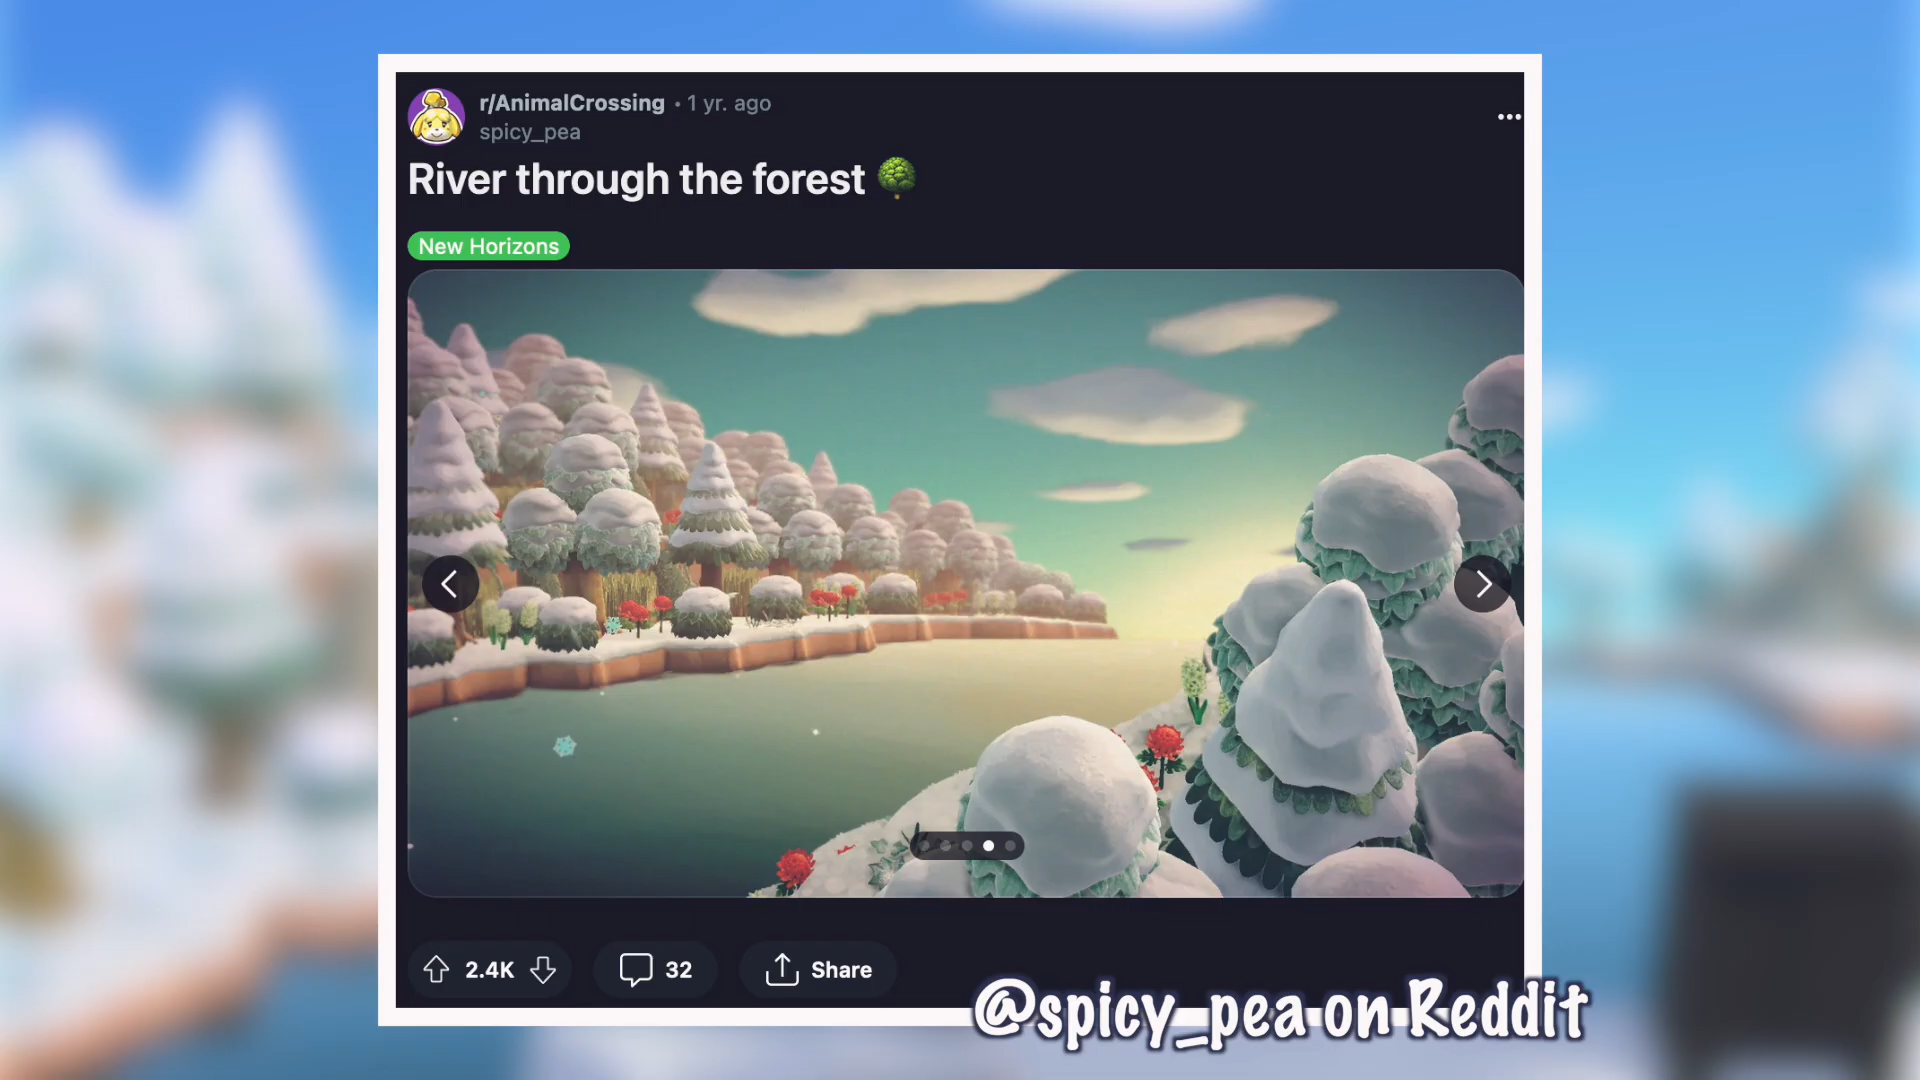 r/AnimalCrossing • 1 yr. ago
spicy_pea
River through the forest
New Horizons
2.4K
32
Share
@spicy_pea on Reddit